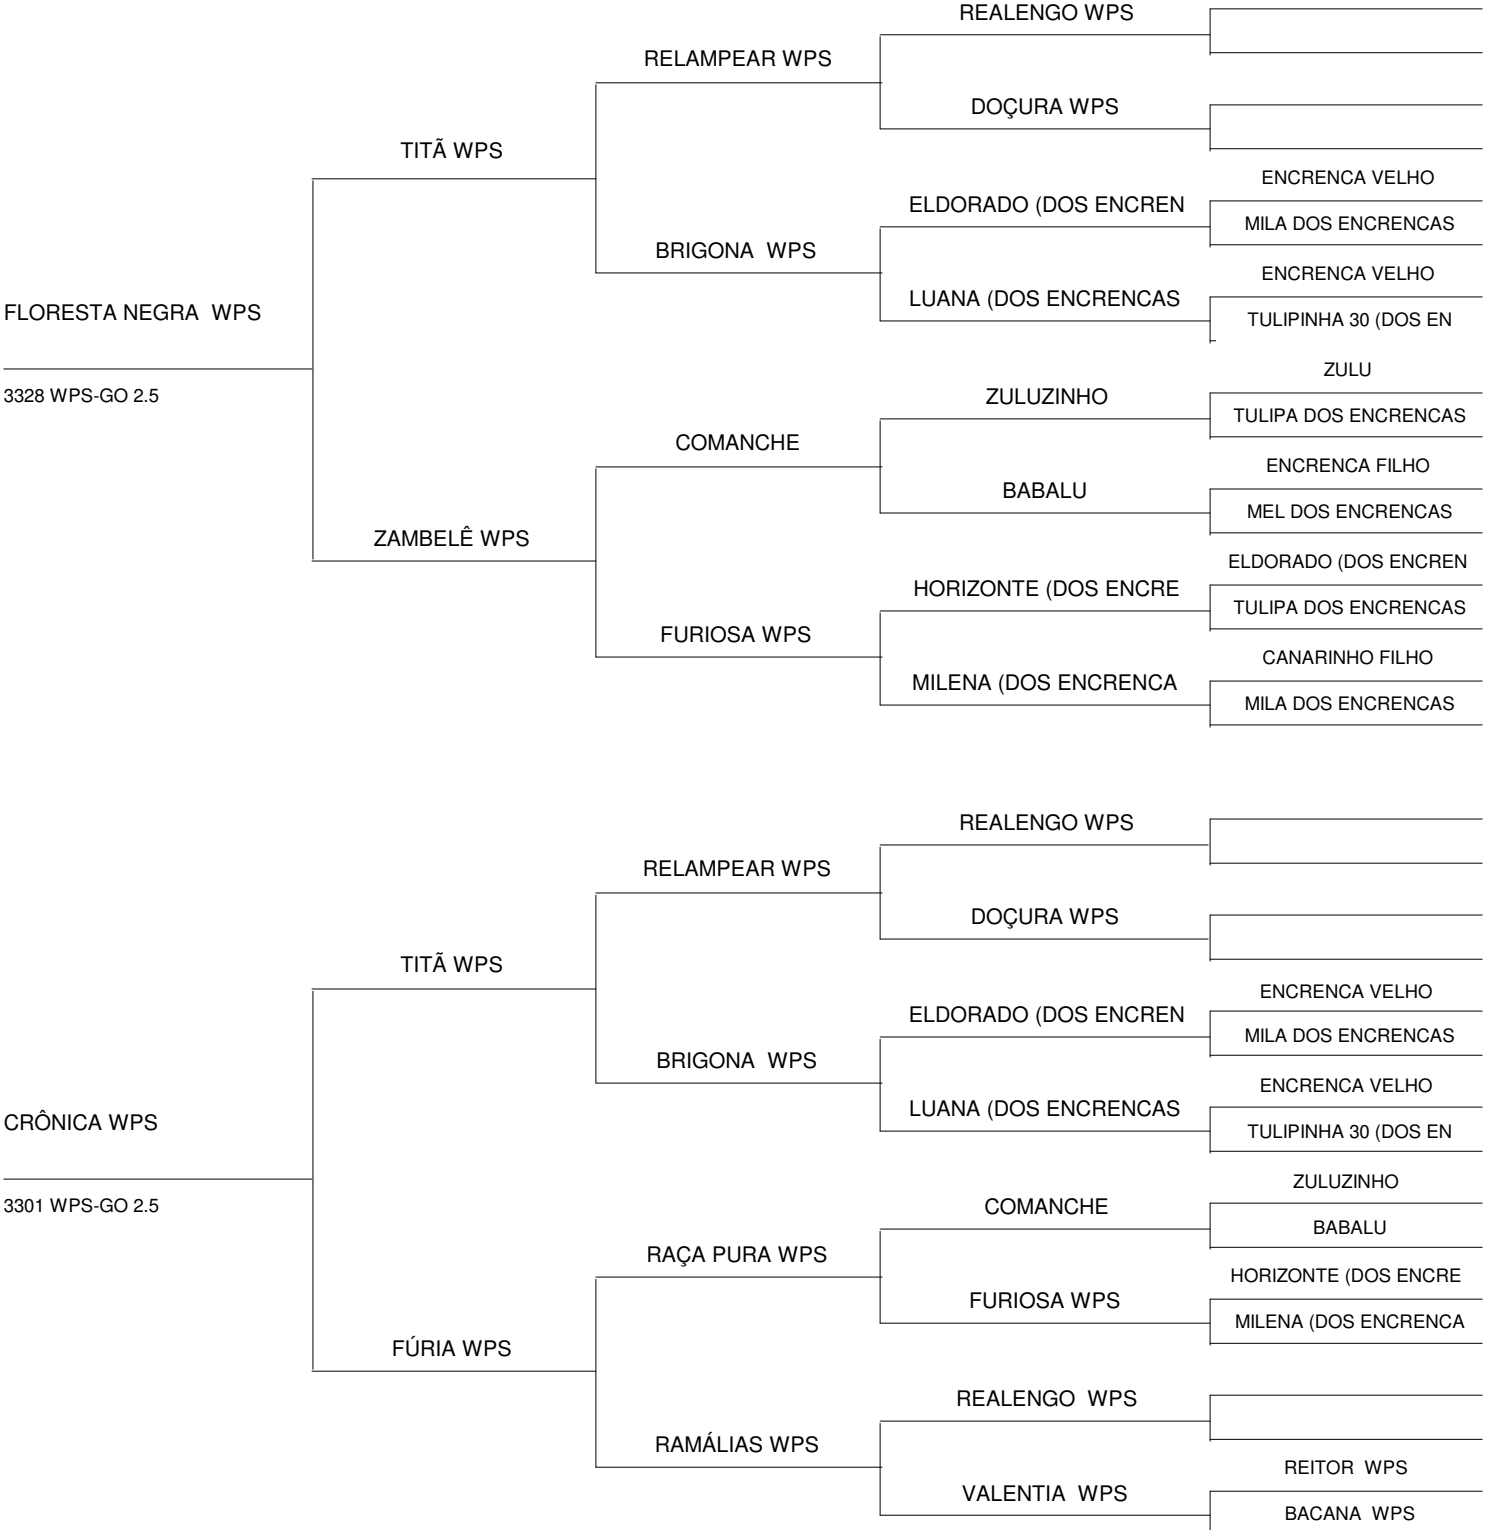 REALENGO WPS
RELAMPEAR WPS
DOÇURA WPS
TITÃ WPS
ENCRENCA VELHO
ELDORADO (DOS ENCREN
MILA DOS ENCRENCAS
BRIGONA  WPS
ENCRENCA VELHO
LUANA (DOS ENCRENCAS
FLORESTA NEGRA  WPS
TULIPINHA 30 (DOS EN
ZULU
3328 WPS-GO 2.5
ZULUZINHO
TULIPA DOS ENCRENCAS
COMANCHE
ENCRENCA FILHO
BABALU
MEL DOS ENCRENCAS
ZAMBELÊ WPS
ELDORADO (DOS ENCREN
HORIZONTE (DOS ENCRE
TULIPA DOS ENCRENCAS
FURIOSA WPS
CANARINHO FILHO
MILENA (DOS ENCRENCA
MILA DOS ENCRENCAS
REALENGO WPS
RELAMPEAR WPS
DOÇURA WPS
TITÃ WPS
ENCRENCA VELHO
ELDORADO (DOS ENCREN
MILA DOS ENCRENCAS
BRIGONA  WPS
ENCRENCA VELHO
LUANA (DOS ENCRENCAS
CRÔNICA WPS
TULIPINHA 30 (DOS EN
ZULUZINHO
3301 WPS-GO 2.5
COMANCHE
BABALU
RAÇA PURA WPS
HORIZONTE (DOS ENCRE
FURIOSA WPS
MILENA (DOS ENCRENCA
FÚRIA WPS
REALENGO  WPS
RAMÁLIAS WPS
REITOR  WPS
VALENTIA  WPS
BACANA  WPS